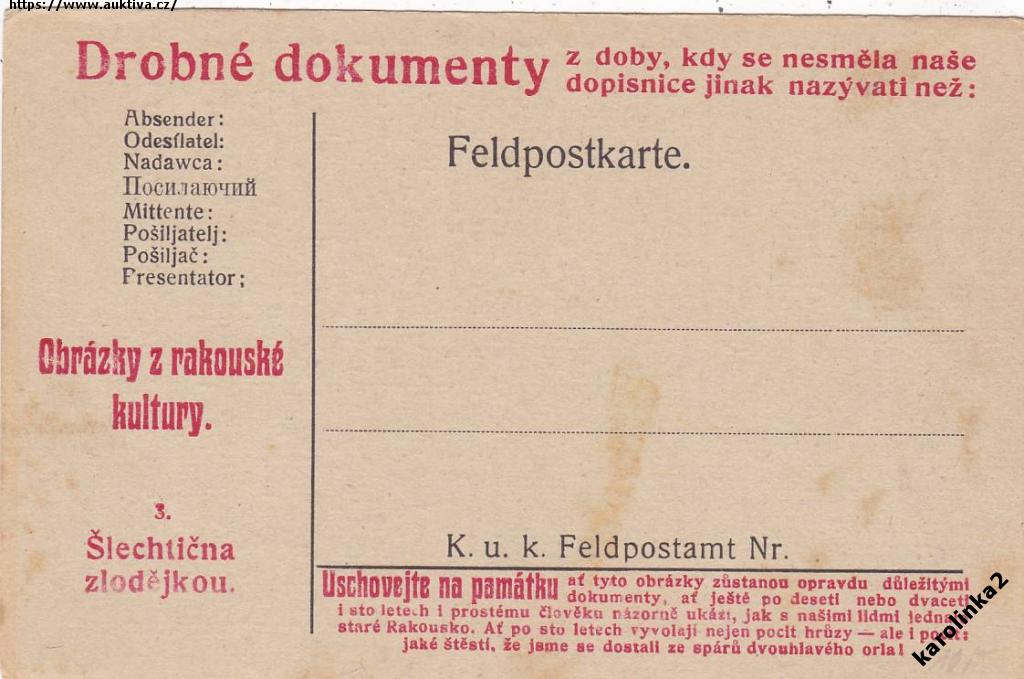 https://www.auktiva.cz/
Drobné dokumenty z doby, kdy se nesměla naše
dopisnice jinak nazývati než:
Absender:
Odesílatel:
Nadawca:
Посилаючий
Mittente:
Pošiljatelj:
Pošiljač:
Presentator;
Feldpostkarte.
Obrázky z rakouské
kultury.
3.
Šlechtična
zlodějkou.
K. u. k. Feldpostamt Nr.
Uschovejte na památku ať tyto obrázky zůstanou opravdu důležitými
dokumenty, ať ještě po deseti nebo dvaceti
i sto letech i prostému člověku názorně ukáží, jak s našimi lidmi
staré Rakousko. Ať po sto letech vyvolají nejen pocit hrůzy — ale i
jaké štěstí, že jsme se dostali ze spárů dvouhlavého orla!
karolinka2